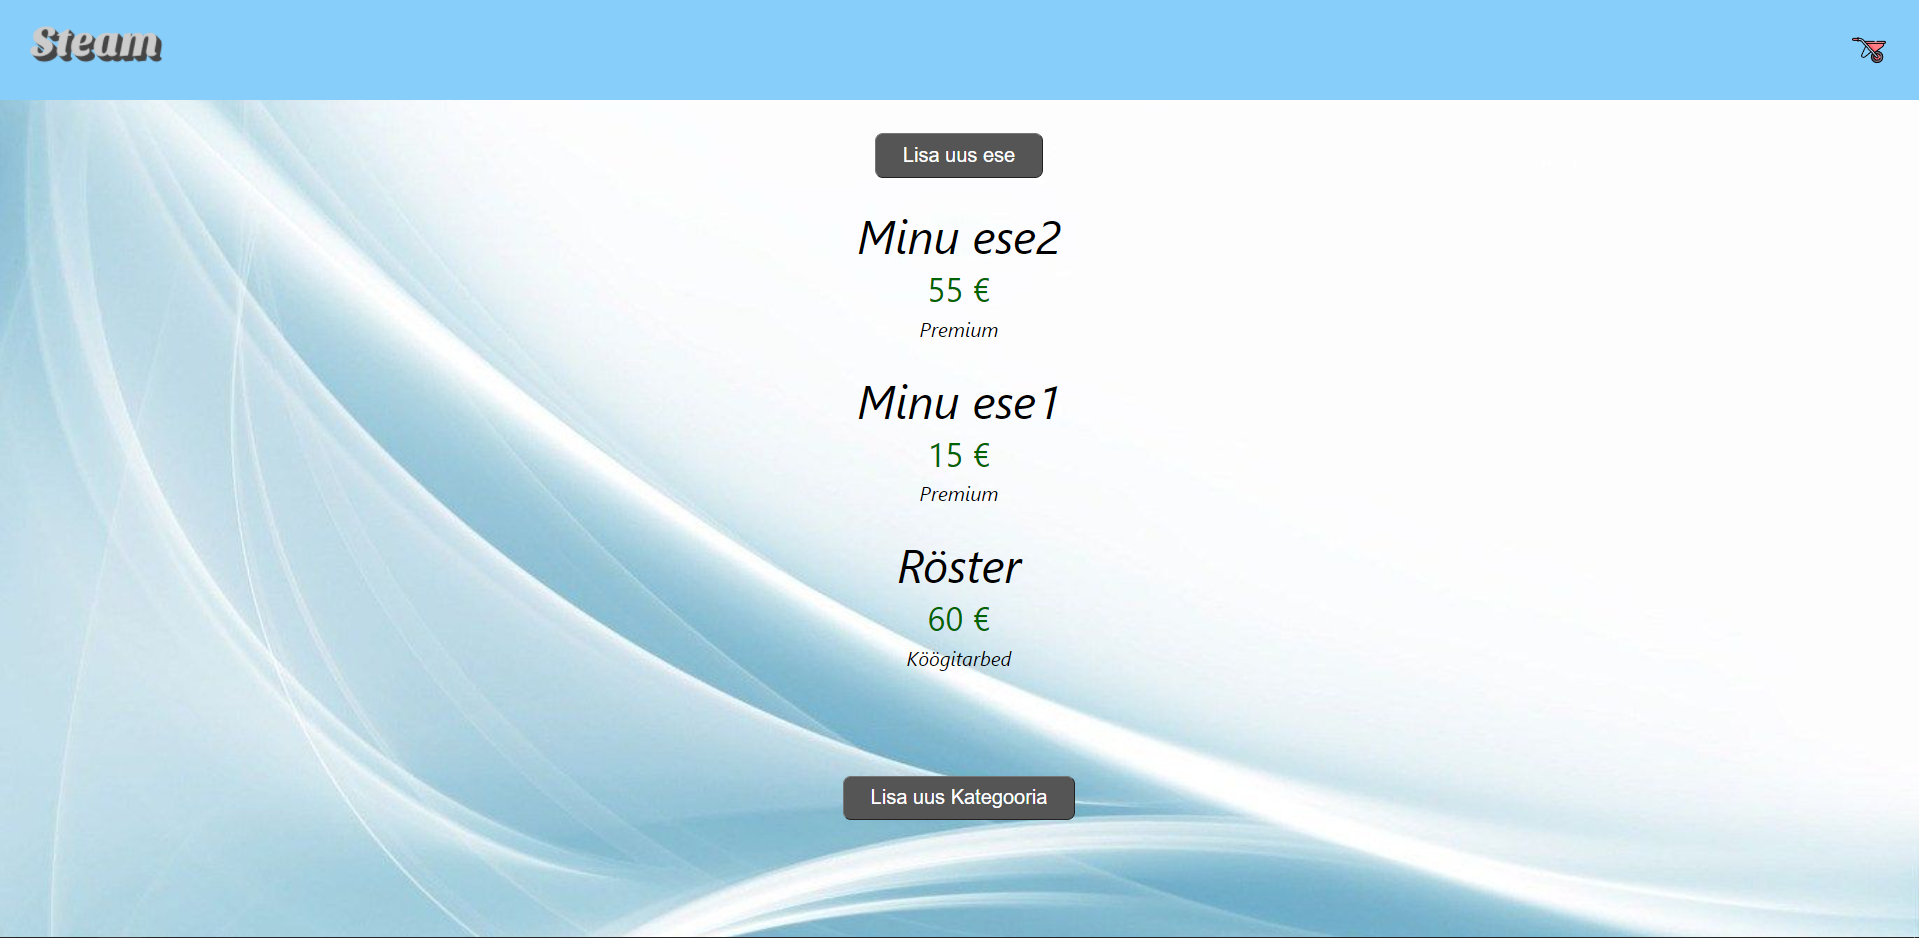 Steam
Lisa uus ese
Minu ese2
55 €
Premium
Minu ese1
15 €
Premium
Röster
60 €
Köögitarbed
Lisa uus Kategooria